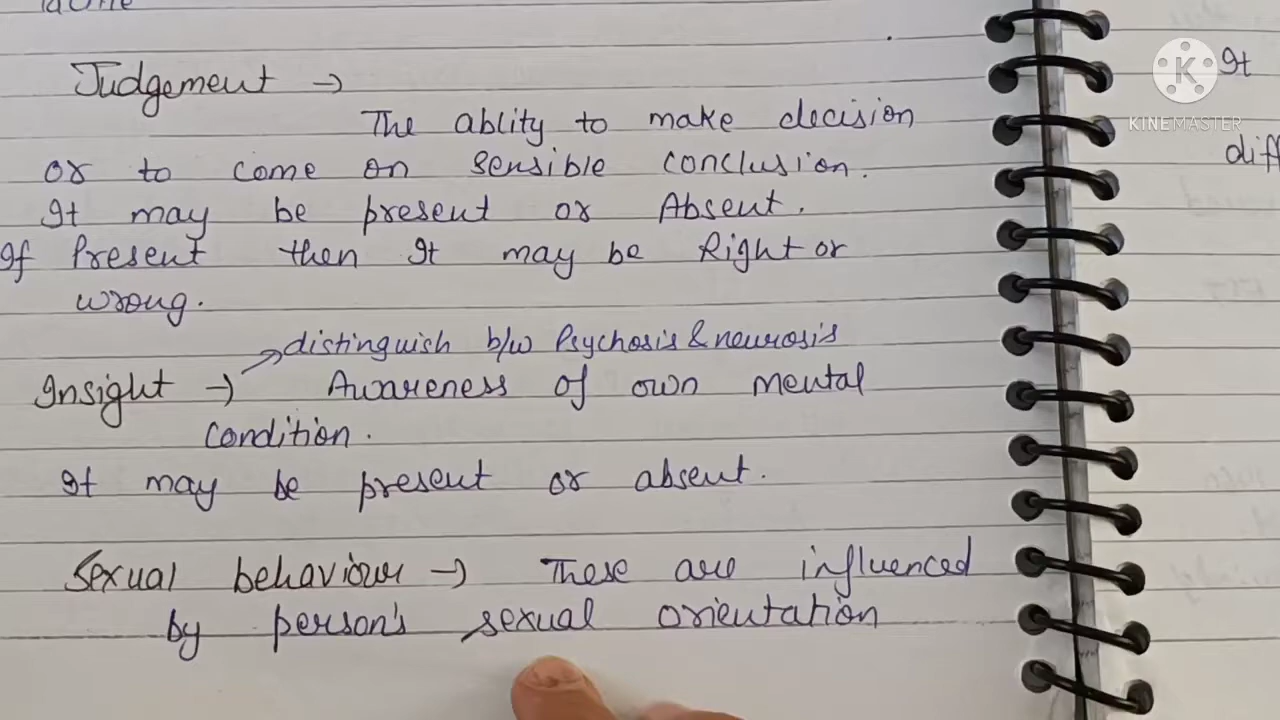 Judgement →
The ablity to make decision
or to come on sensible conclusion.
It may be present or Absent.
If Present then It may be Right or
wrong.
distinguish b/w Psychosis & neurosis
Insight → Awareness of own mental
condition.
It may be present or absent.
Sexual behaviour → These are influenced
by person's sexual orientation
It
diff
K
KINEMASTER